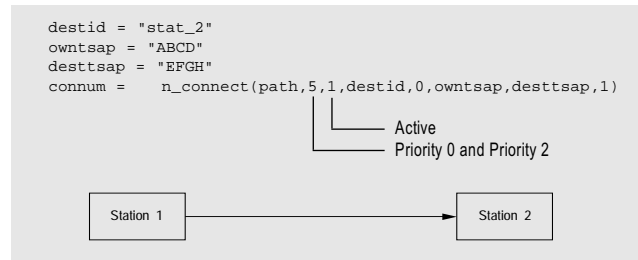 destid = "stat_2"
owntsap = "ABCD"
desttsap = "EFGH"
connum = n_connect(path,5,1,destid,0,owntsap,desttsap,1)
Active
Priority 0 and Priority 2
Station 1 Station 2